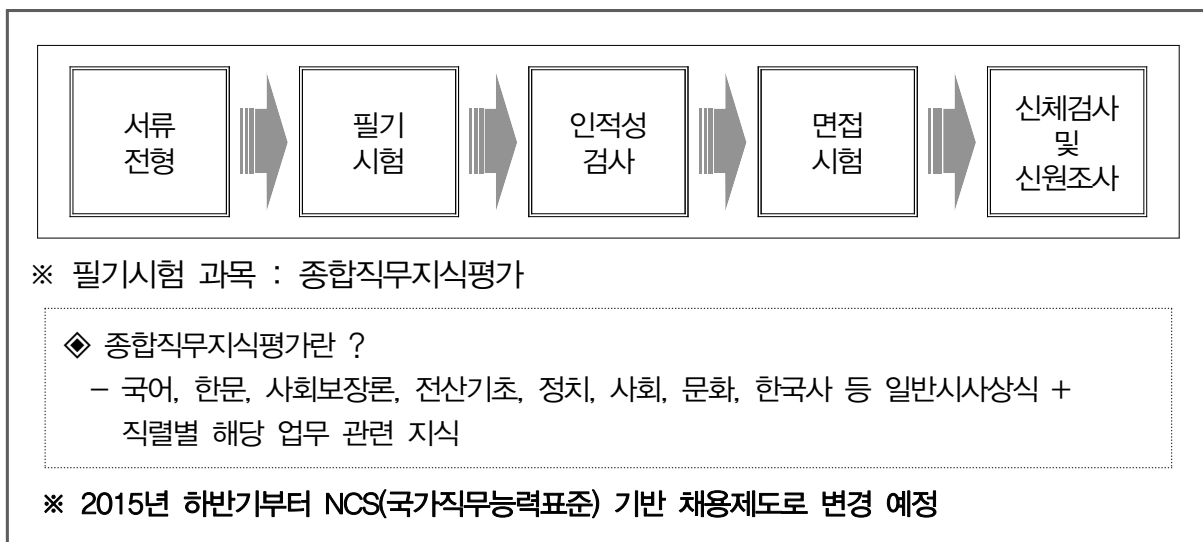 서류
전형
필기
시험
인적성
검사
면접
시험
신체검사
및
신원조사
※ 필기시험 과목 : 종합직무지식평가
◈ 종합직무지식평가란 ?
- 국어, 한문, 사회보장론, 전산기초, 정치, 사회, 문화, 한국사 등 일반시사상식 +
직렬별 해당 업무 관련 지식
※ 2015년 하반기부터 NCS(국가직무능력표준) 기반 채용제도로 변경 예정